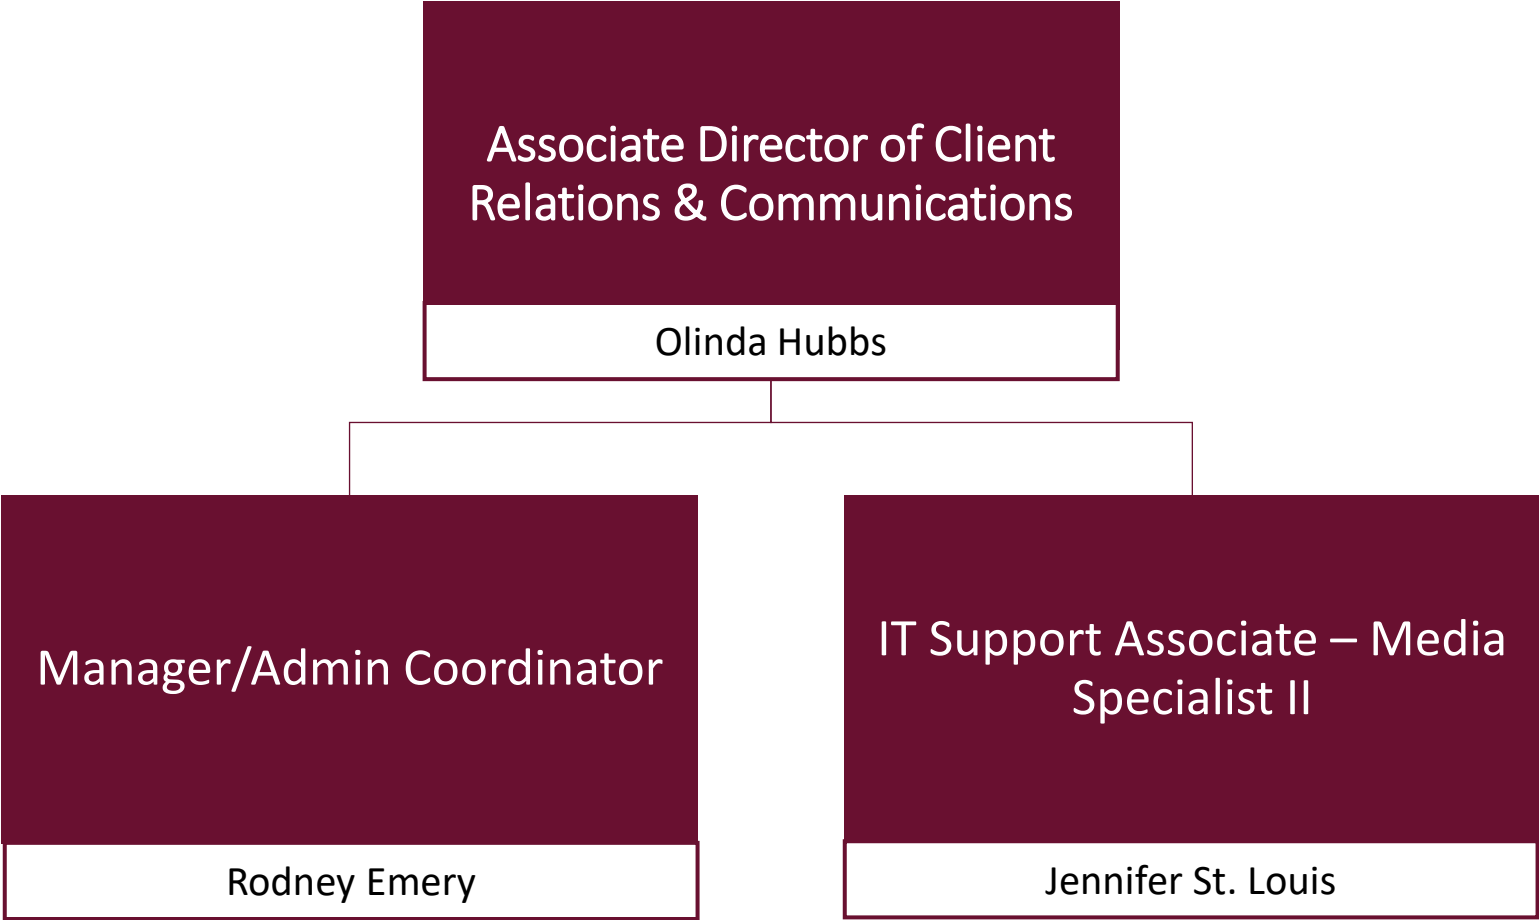 Associate Director of Client
Relations & Communications
Olinda Hubbs
Manager/Admin Coordinator
Rodney Emery
IT Support Associate – Media
Specialist II
Jennifer St. Louis